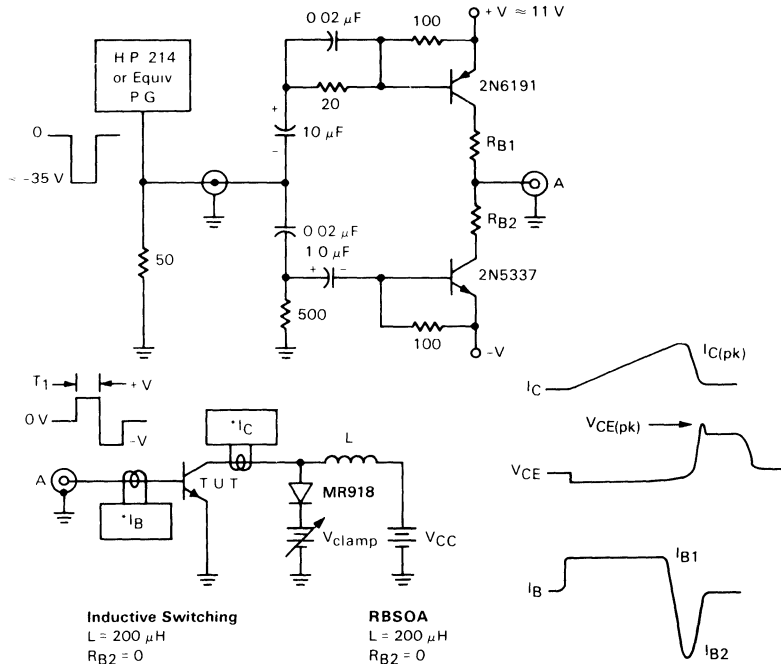 0 02 µF
100
+ V ≈ 11 V
H P 214
or Equiv
P G
20
2N6191
+
10 µF
-
RB1
0
≈ -35 V
A
0 02 µF
RB2
50
1 0 µF
+ -
2N5337
500
100
-V
T1
+ V
0 V
-V
*IC
L
A
T U T
MR918
*IB
Vclamp
VCC
Inductive Switching
L = 200 µH
RB2 = 0
RBSOA
L = 200 µH
RB2 = 0
IC(pk)
IC
VCE(pk)
VCE
IB1
IB
IB2